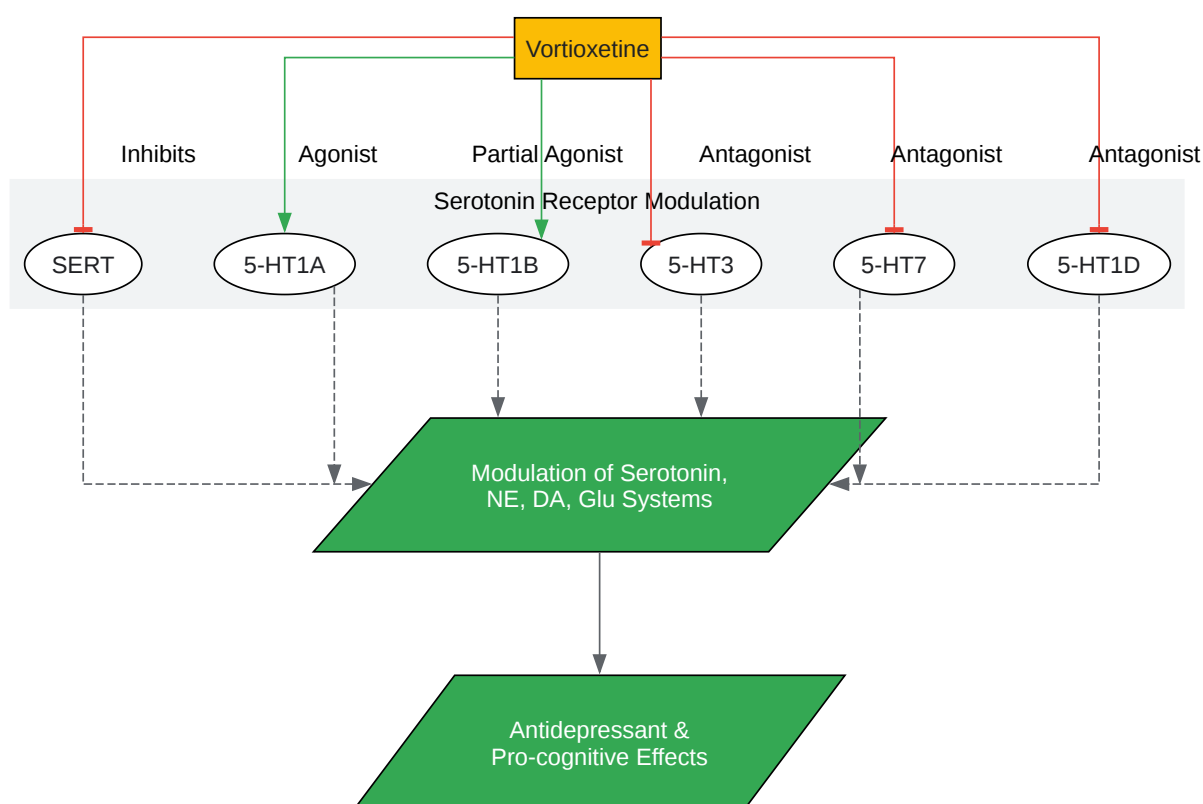 Vortioxetine
Inhibits
Agonist
Partial Agonist
Antagonist
Antagonist
Antagonist
Serotonin Receptor Modulation
SERT
5-HT1A
5-HT1B
5-HT3
5-HT7
5-HT1D
Modulation of Serotonin,
NE, DA, Glu Systems
Antidepressant &
Pro-cognitive Effects